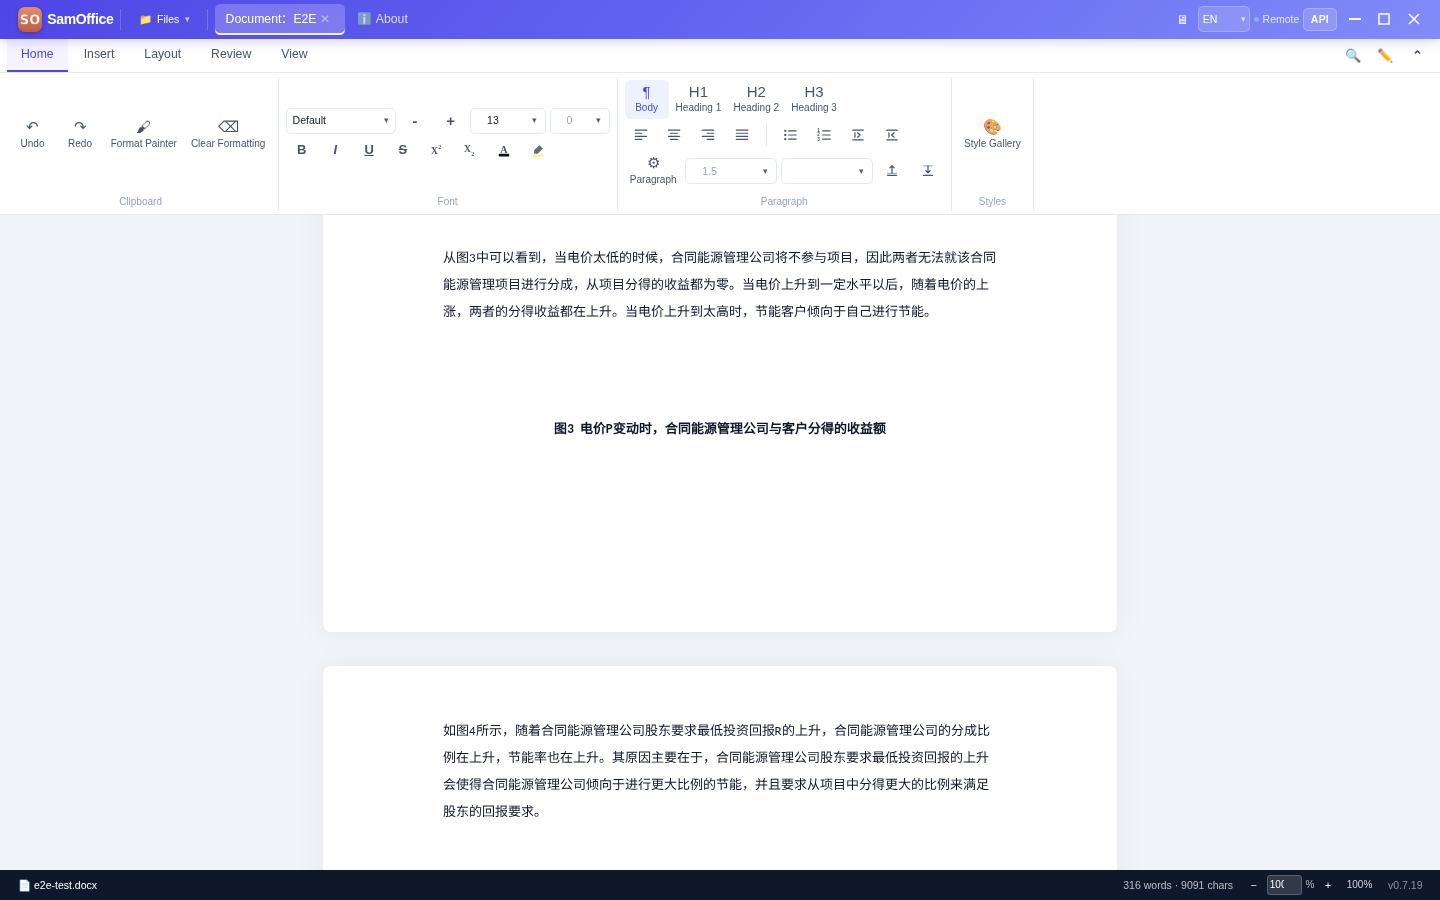 SO SamOffice 📁 Files ▾ Document：E2E ✕ ℹ️ About EN ▾ Remote API
Home Insert Layout Review View
Undo Redo Format Painter Clear Formatting
Clipboard
Default - + 13 0
B I U S X² X₂ A
Font
¶ H1 H2 H3
Body Heading 1 Heading 2 Heading 3
Paragraph 1.5
Paragraph
Style Gallery
Styles
从图3中可以看到，当电价太低的时候，合同能源管理公司将不参与项目，因此两者无法就该合同
能源管理项目进行分成，从项目分得的收益都为零。当电价上升到一定水平以后，随着电价的上
涨，两者的分得收益都在上升。当电价上升到太高时，节能客户倾向于自己进行节能。
图3 电价P变动时，合同能源管理公司与客户分得的收益额
如图4所示，随着合同能源管理公司股东要求最低投资回报R的上升，合同能源管理公司的分成比
例在上升，节能率也在上升。其原因主要在于，合同能源管理公司股东要求最低投资回报的上升
会使得合同能源管理公司倾向于进行更大比例的节能，并且要求从项目中分得更大的比例来满足
股东的回报要求。
e2e-test.docx 316 words · 9091 chars − 100 % + 100% v0.7.19